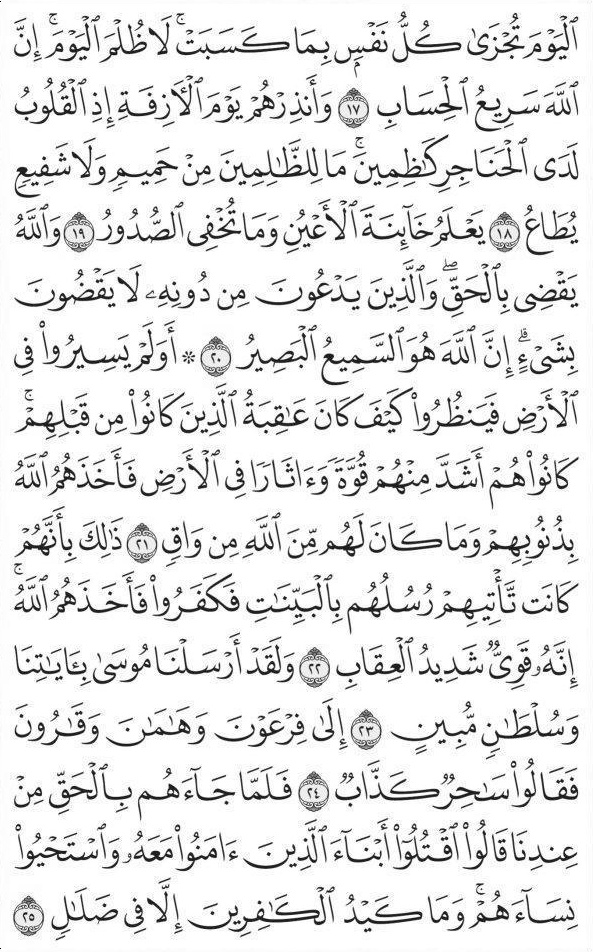 ٱلْيَوْمَ تُجْزَىٰ كُلُّ نَفْسٍۭ بِمَا كَسَبَتْ ۚ لَا ظُلْمَ ٱلْيَوْمَ ۚ إِنَّ
ٱللَّهَ سَرِيعُ ٱلْحِسَابِ ١٧ وَأَنذِرْهُمْ يَوْمَ ٱلْـَٔازِفَةِ إِذِ ٱلْقُلُوبُ
لَدَى ٱلْحَنَاجِرِ كَـٰظِمِينَ ۚ مَا لِلظَّـٰلِمِينَ مِنْ حَمِيمٍ وَلَا شَفِيعٍ
يُطَاعُ ١٨ يَعْلَمُ خَآئِنَةَ ٱلْأَعْيُنِ وَمَا تُخْفِى ٱلصُّدُورُ ١٩ وَٱللَّهُ
يَقْضِى بِٱلْحَقِّ ۖ وَٱلَّذِينَ يَدْعُونَ مِن دُونِهِۦ لَا يَقْضُونَ
بِشَىْءٍ ۗ إِنَّ ٱللَّهَ هُوَ ٱلسَّمِيعُ ٱلْبَصِيرُ ٢٠ ۞ أَوَلَمْ يَسِيرُوا۟ فِى
ٱلْأَرْضِ فَيَنظُرُوا۟ كَيْفَ كَانَ عَـٰقِبَةُ ٱلَّذِينَ كَانُوا۟ مِن قَبْلِهِمْ ۚ
كَانُوا۟ هُمْ أَشَدَّ مِنْهُمْ قُوَّةً وَءَاثَارًا فِى ٱلْأَرْضِ فَأَخَذَهُمُ ٱللَّهُ
بِذُنُوبِهِمْ وَمَا كَانَ لَهُم مِّنَ ٱللَّهِ مِن وَاقٍ ٢١ ذَٰلِكَ بِأَنَّهُمْ
كَانَت تَّأْتِيهِمْ رُسُلُهُم بِٱلْبَيِّنَـٰتِ فَكَفَرُوا۟ فَأَخَذَهُمُ ٱللَّهُ ۚ
إِنَّهُۥ قَوِىٌّ شَدِيدُ ٱلْعِقَابِ ٢٢ وَلَقَدْ أَرْسَلْنَا مُوسَىٰ بِـَٔايَـٰتِنَا
وَسُلْطَـٰنٍ مُّبِينٍ ٢٣ إِلَىٰ فِرْعَوْنَ وَهَـٰمَـٰنَ وَقَـٰرُونَ
فَقَالُوا۟ سَـٰحِرٌ كَذَّابٌ ٢٤ فَلَمَّا جَآءَهُم بِٱلْحَقِّ مِنْ
عِندِنَا قَالُوا۟ ٱقْتُلُوٓا۟ أَبْنَآءَ ٱلَّذِينَ ءَامَنُوا۟ مَعَهُۥ وَٱسْتَحْيُوا۟
نِسَآءَهُمْ ۚ وَمَا كَيْدُ ٱلْكَـٰفِرِينَ إِلَّا فِى ضَلَـٰلٍ ٢٥